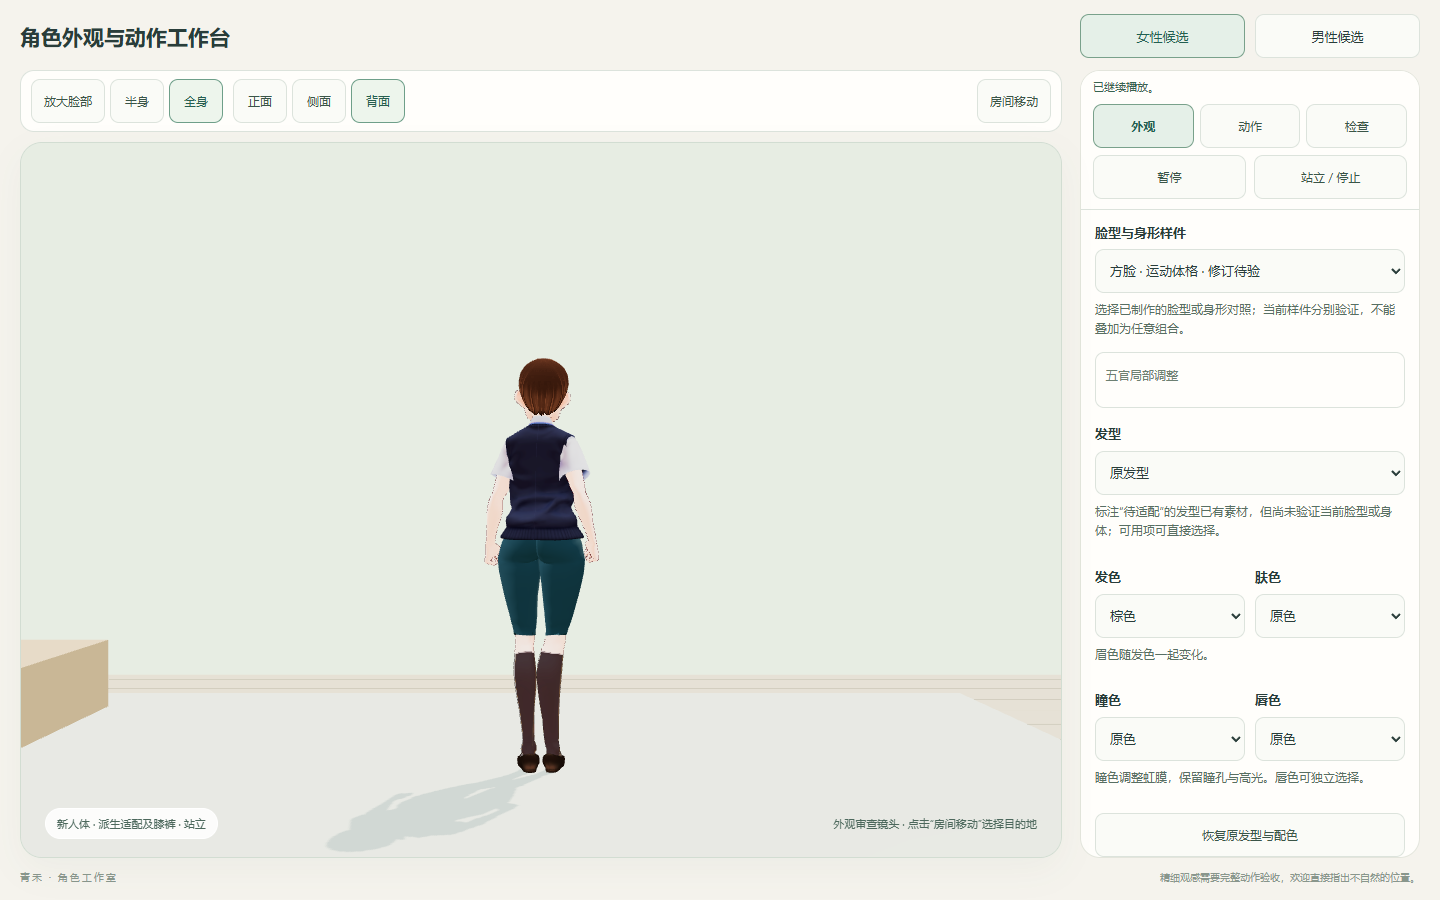 角色外观与动作工作台
女性候选
男性候选
放大脸部
半身
全身
正面
侧面
背面
房间移动
已继续播放。
外观
动作
检查
暂停
站立 / 停止
脸型与身形样件
方脸 · 运动体格 · 修订待验
选择已制作的脸型或身形对照；当前样件分别验证，不能
叠加为任意组合。
五官局部调整
发型
原发型
标注“待适配”的发型已有素材，但尚未验证当前脸型或身
体；可用项可直接选择。
发色
肤色
棕色
原色
眉色随发色一起变化。
瞳色
唇色
原色
原色
瞳色调整虹膜，保留瞳孔与高光。唇色可独立选择。
恢复原发型与配色
新人体 · 派生适配及膝裤 · 站立
外观审查镜头 · 点击“房间移动”选择目的地
青禾 · 角色工作室
精细观感需要完整动作验收，欢迎直接指出不自然的位置。